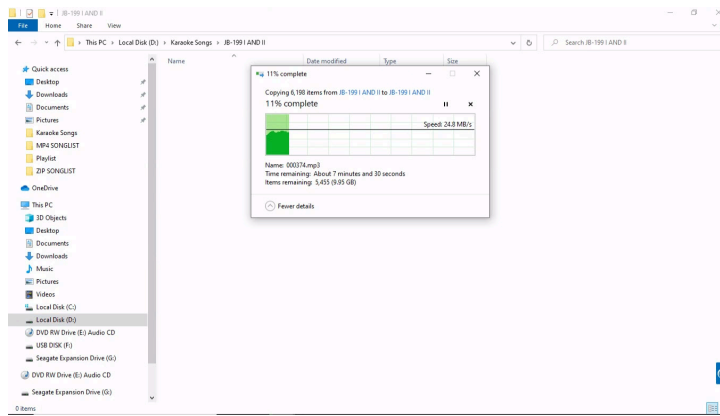 JB-199 I AND II
File Home Share View
This PC › Local Disk (D:) › Karaoke Songs › JB-199 I AND II
Search JB-199 I AND II
Name Date modified Type Size
Quick access
Desktop
Downloads
Documents
Pictures
Karaoke Songs
MP4 SONGLIST
Playlist
ZIP SONGLIST
OneDrive
This PC
3D Objects
Desktop
Documents
Downloads
Music
Pictures
Videos
Local Disk (C:)
Local Disk (D:)
DVD RW Drive (E:) Audio CD
USB DISK (F:)
Seagate Expansion Drive (G:)
DVD RW Drive (E:) Audio CD
Seagate Expansion Drive (G:)
0 items
11% complete
Copying 6,198 items from JB-199 I AND II to JB-199 I AND II
11% complete
Speed: 24.8 MB/s
Name: 000374.mp3
Time remaining: About 7 minutes and 30 seconds
Items remaining: 5,455 (9.95 GB)
Fewer details